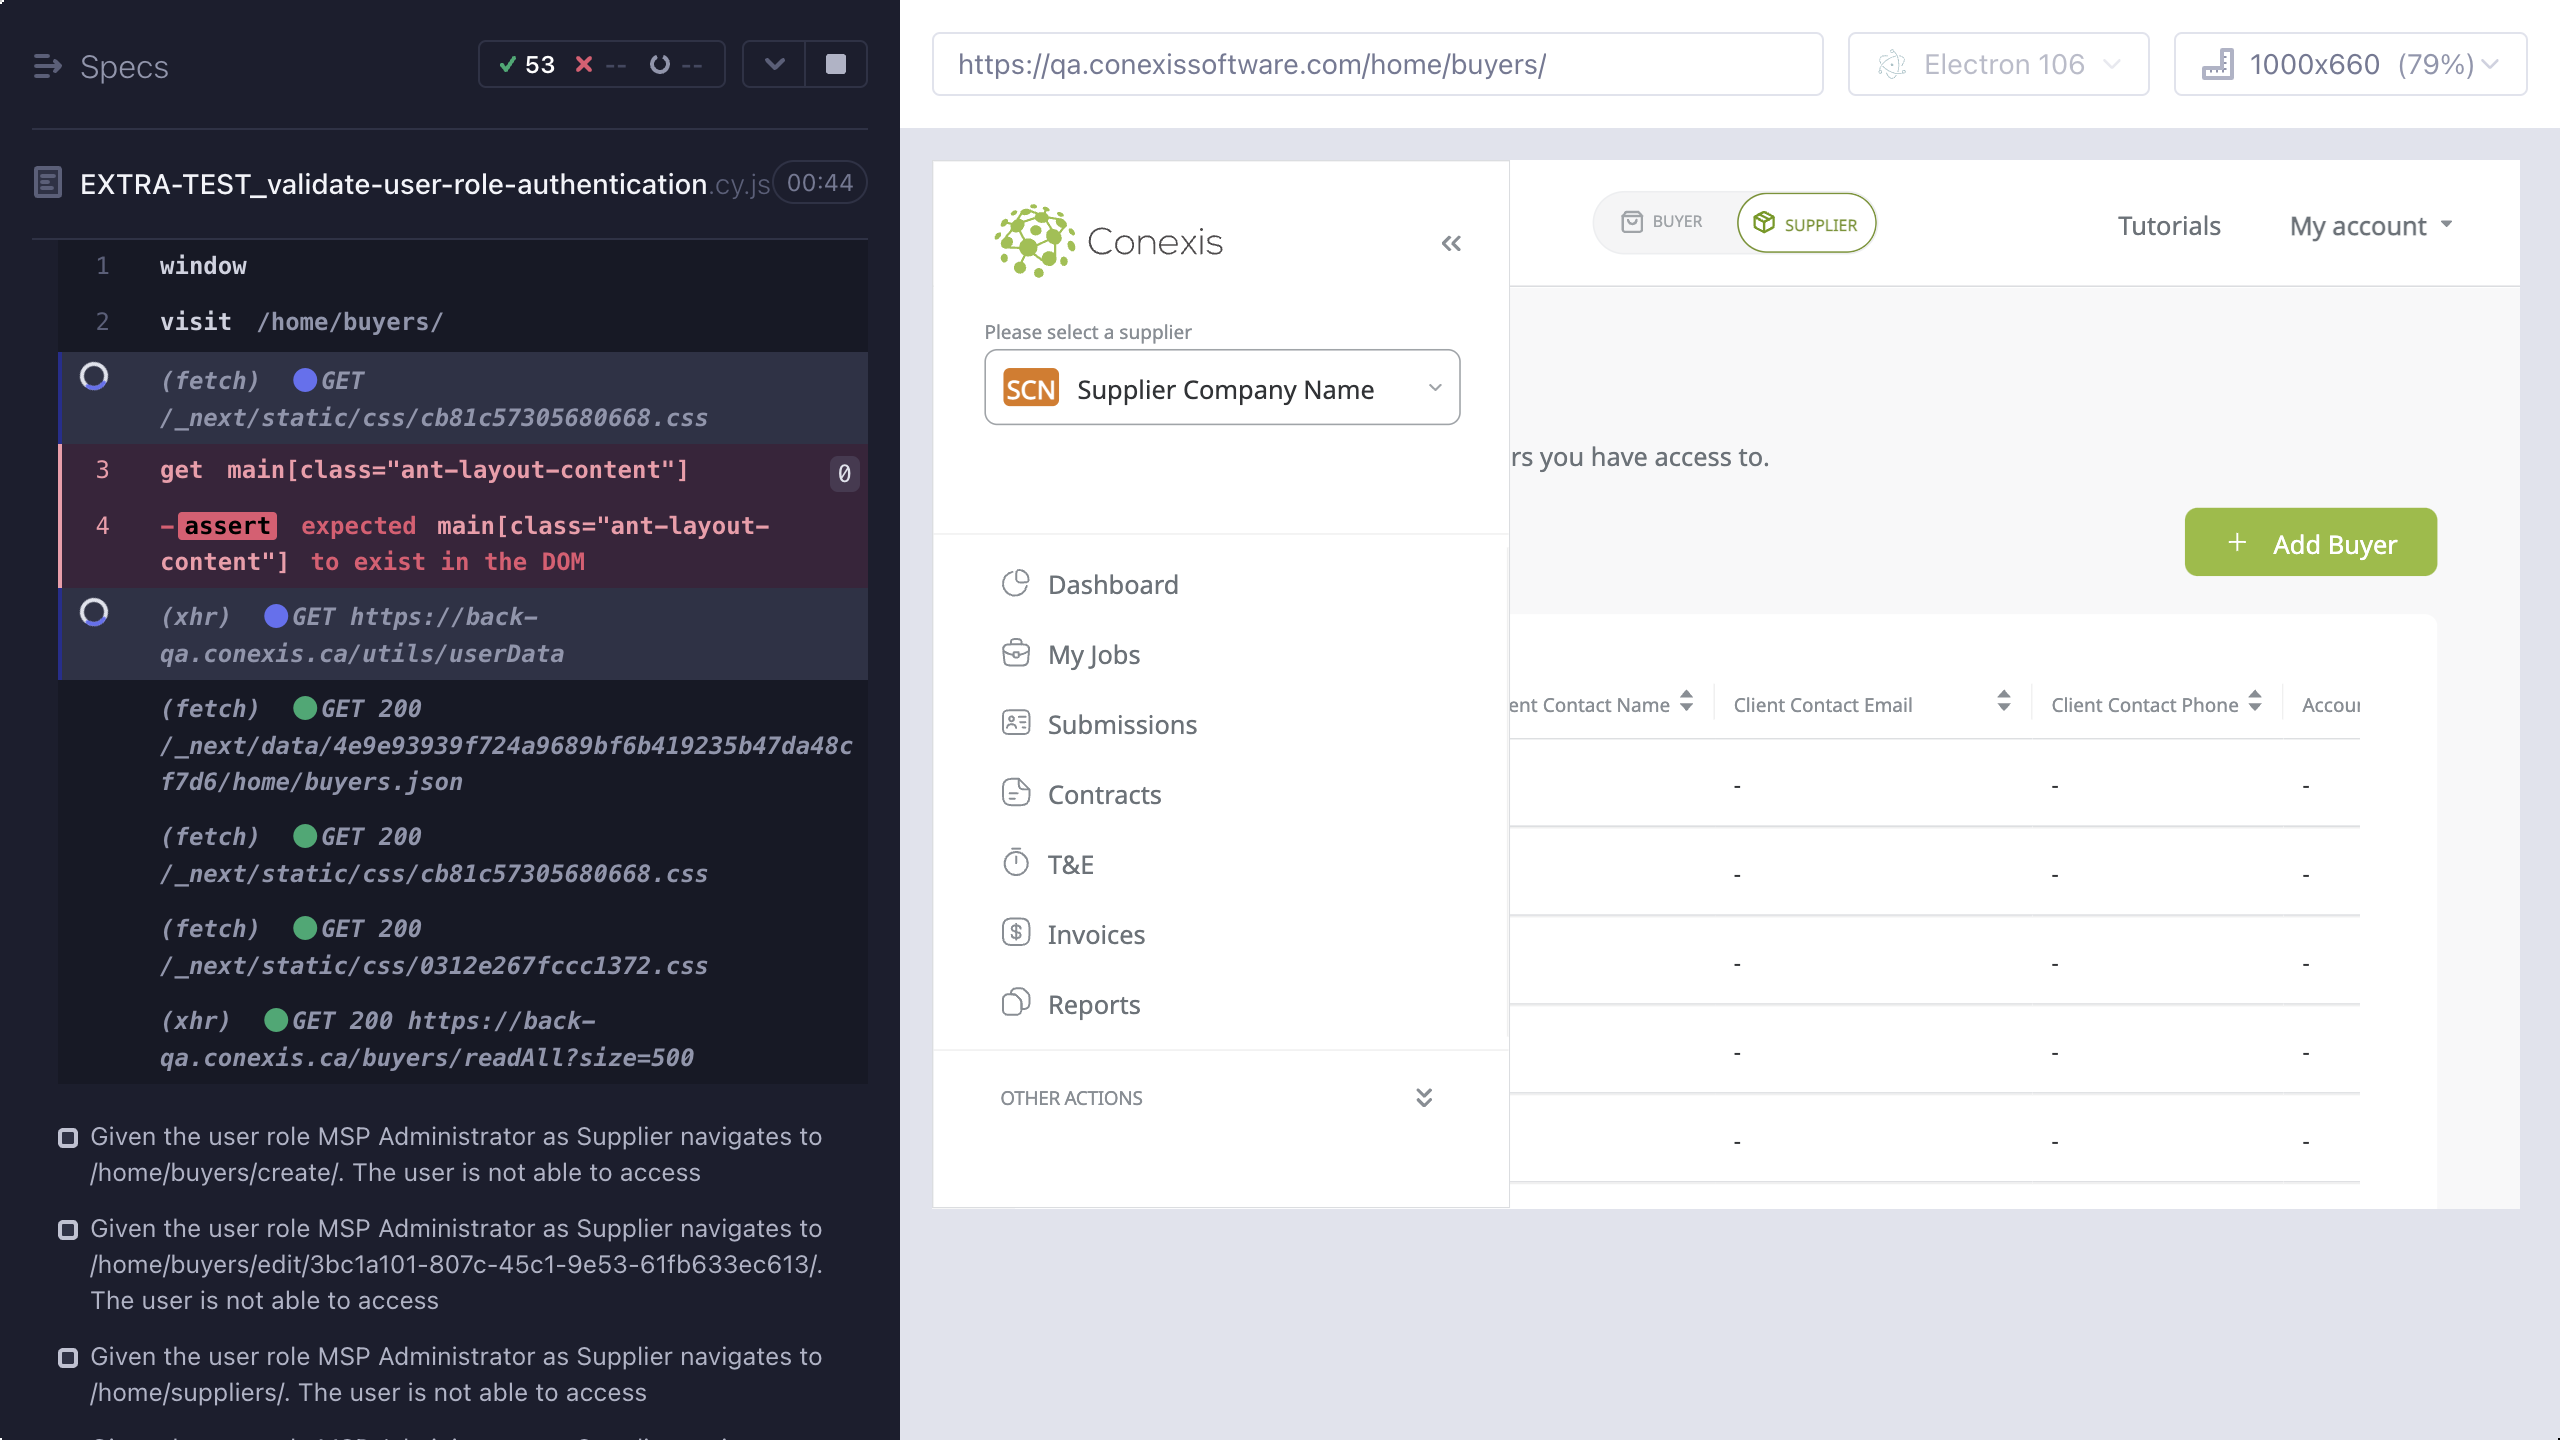 Specs
53 -- --
EXTRA-TEST_validate-user-role-authentication.cy.js 00:44
1 window
2 visit /home/buyers/
(fetch) GET
/_next/static/css/cb81c57305680668.css
3 get main[class="ant-layout-content"] 0
4 -assert expected main[class="ant-layout-
content"] to exist in the DOM
(xhr) GET https://back-
qa.conexis.ca/utils/userData
(fetch) GET 200
/_next/data/4e9e93939f724a9689bf6b419235b47da48c
f7d6/home/buyers.json
(fetch) GET 200
/_next/static/css/cb81c57305680668.css
(fetch) GET 200
/_next/static/css/0312e267fccc1372.css
(xhr) GET 200 https://back-
qa.conexis.ca/buyers/readAll?size=500
Given the user role MSP Administrator as Supplier navigates to
/home/buyers/create/. The user is not able to access
Given the user role MSP Administrator as Supplier navigates to
/home/buyers/edit/3bc1a101-807c-45c1-9e53-61fb633ec613/.
The user is not able to access
Given the user role MSP Administrator as Supplier navigates to
/home/suppliers/. The user is not able to access
https://qa.conexissoftware.com/home/buyers/
Electron 106
1000x660 (79%)
Conexis
Please select a supplier
SCN Supplier Company Name
Dashboard
My Jobs
Submissions
Contracts
T&E
Invoices
Reports
OTHER ACTIONS
BUYER
SUPPLIER
Tutorials
My account
rs you have access to.
+ Add Buyer
ent Contact Name Client Contact Email Client Contact Phone Accour
- - -
- - -
- - -
- - -
- - -